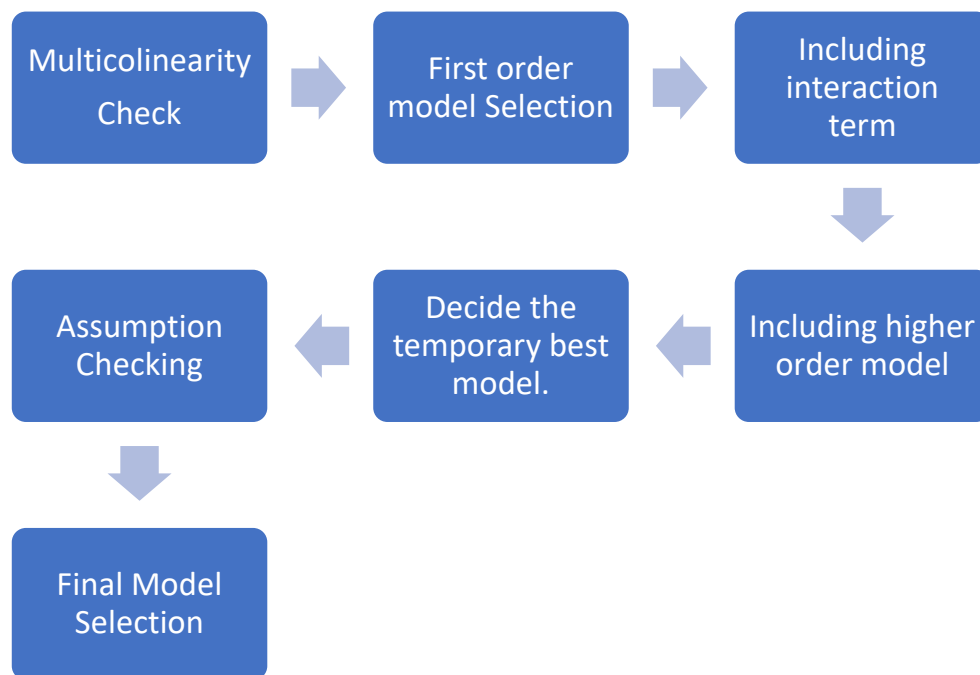 Multicolinearity
Check
First order
model Selection
Including
interaction
term
Including higher
order model
Decide the
temporary best
model.
Assumption
Checking
Final Model
Selection